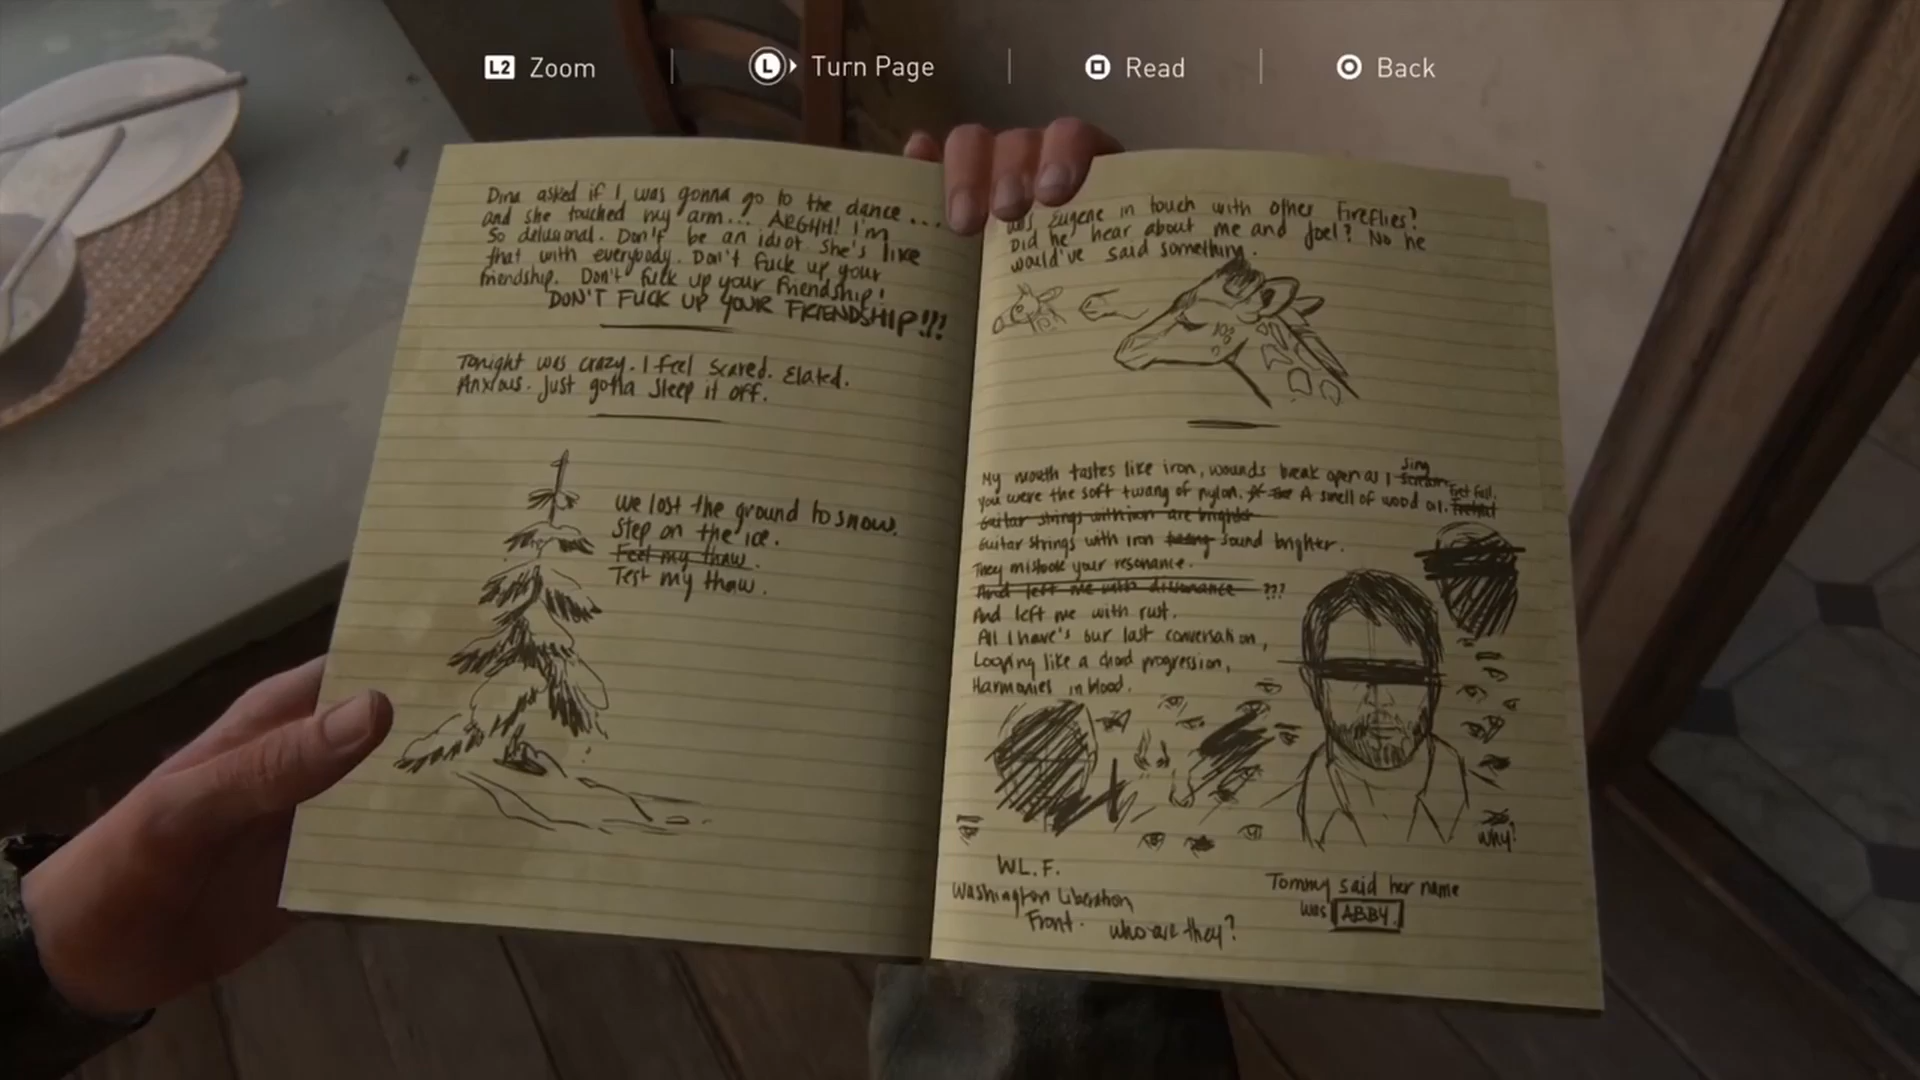 L2 Zoom
L Turn Page
Read
Back
Dina asked if I was gonna go to the dance...
and she touched my arm... ARGHH! I'm
so delusional. Don't be an idiot she's like
that with everybody. Don't fuck up your
friendship. Don't fuck up your friendship!
DON'T FUCK UP YOUR FRIENDSHIP!!!
Tonight was crazy. I feel scared. Elated.
Anxious. Just gotta sleep it off.
We lost the ground to snow.
Step on the ice.
Feel my thaw.
Test my thaw.
Was Eugene in touch with other Fireflies?
Did he hear about me and Joel? No he
would've said something.
My mouth tastes like iron, wounds break open as I scream sing
You were the soft twang of nylon. A smell of wood oil. Fret fall.
Guitar strings with iron are brighter
Guitar strings with iron sound brighter.
They mistook your resonance.
And left me with dissonance ???
And left me with rust.
All I have's our last conversation,
Looping like a chord progression,
Harmonies in blood.
why?
W.L.F.
Washington Liberation
Front. who are they?
Tommy said her name
was ABBY.